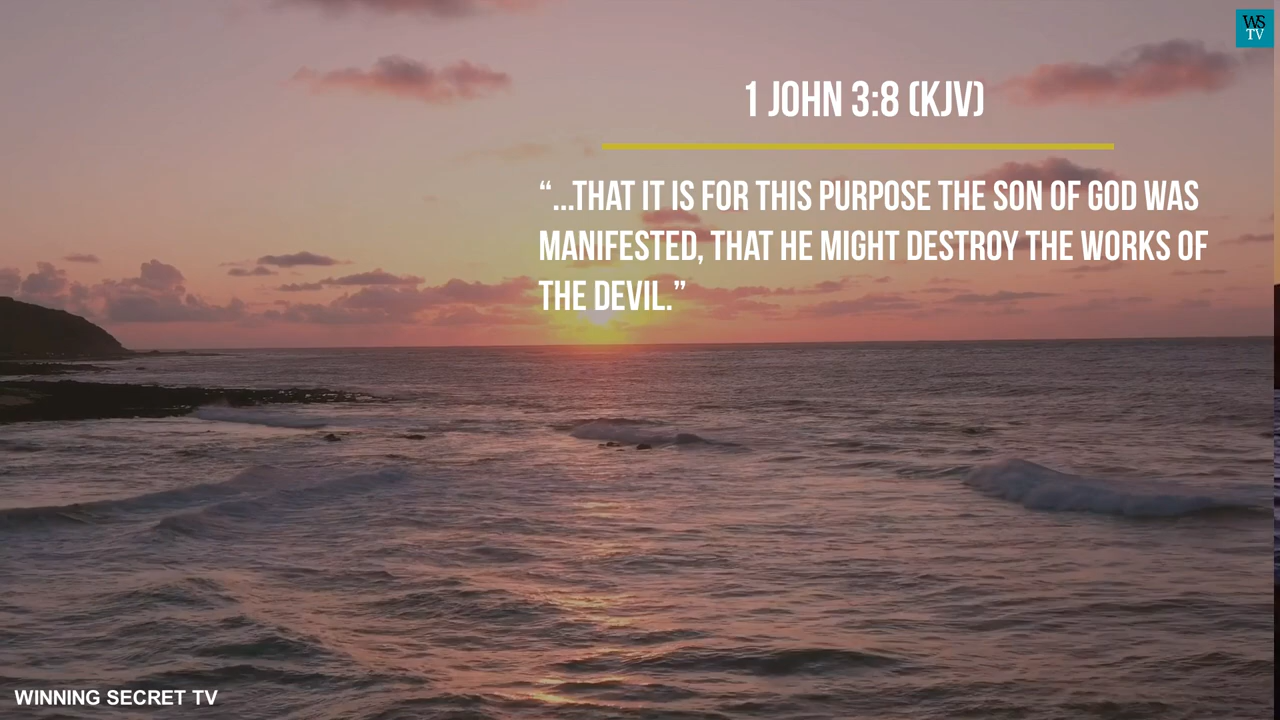 WS
TV
1 JOHN 3:8 (KJV)
“...THAT IT IS FOR THIS PURPOSE THE SON OF GOD WAS
MANIFESTED, THAT HE MIGHT DESTROY THE WORKS OF
THE DEVIL.”
WINNING SECRET TV